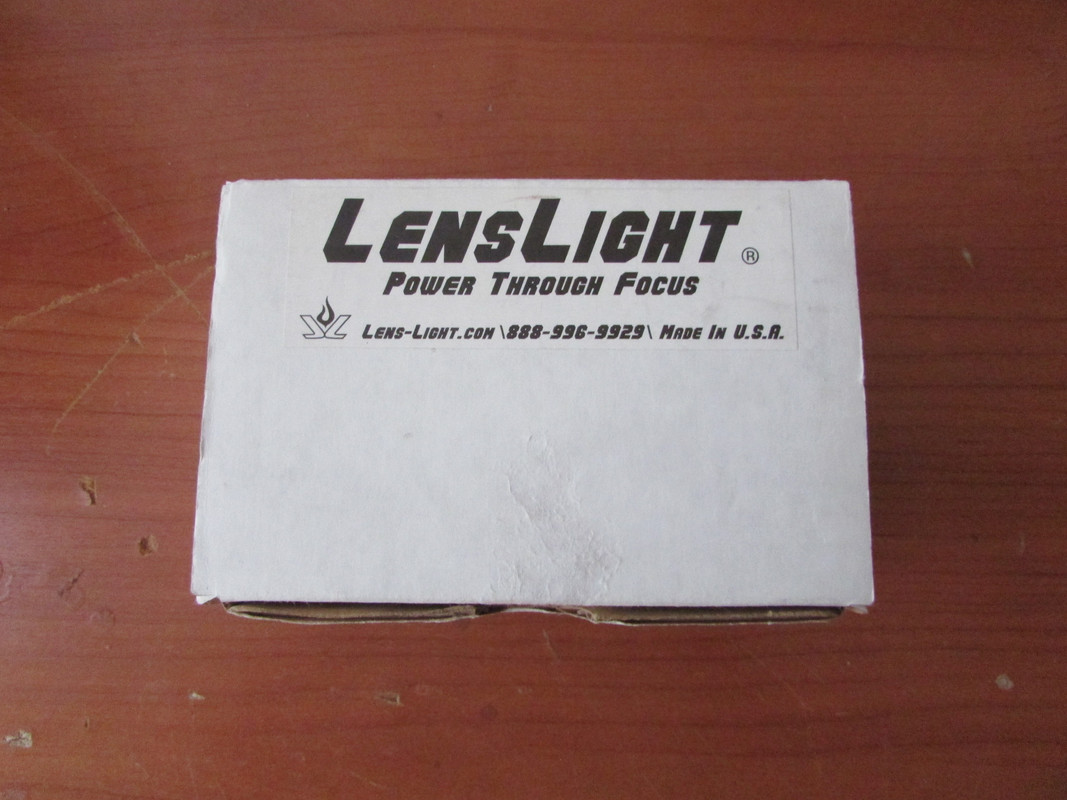 LENSLIGHT ®
POWER THROUGH FOCUS
LENS-LIGHT.COM \888-996-9929\ MADE IN U.S.A.